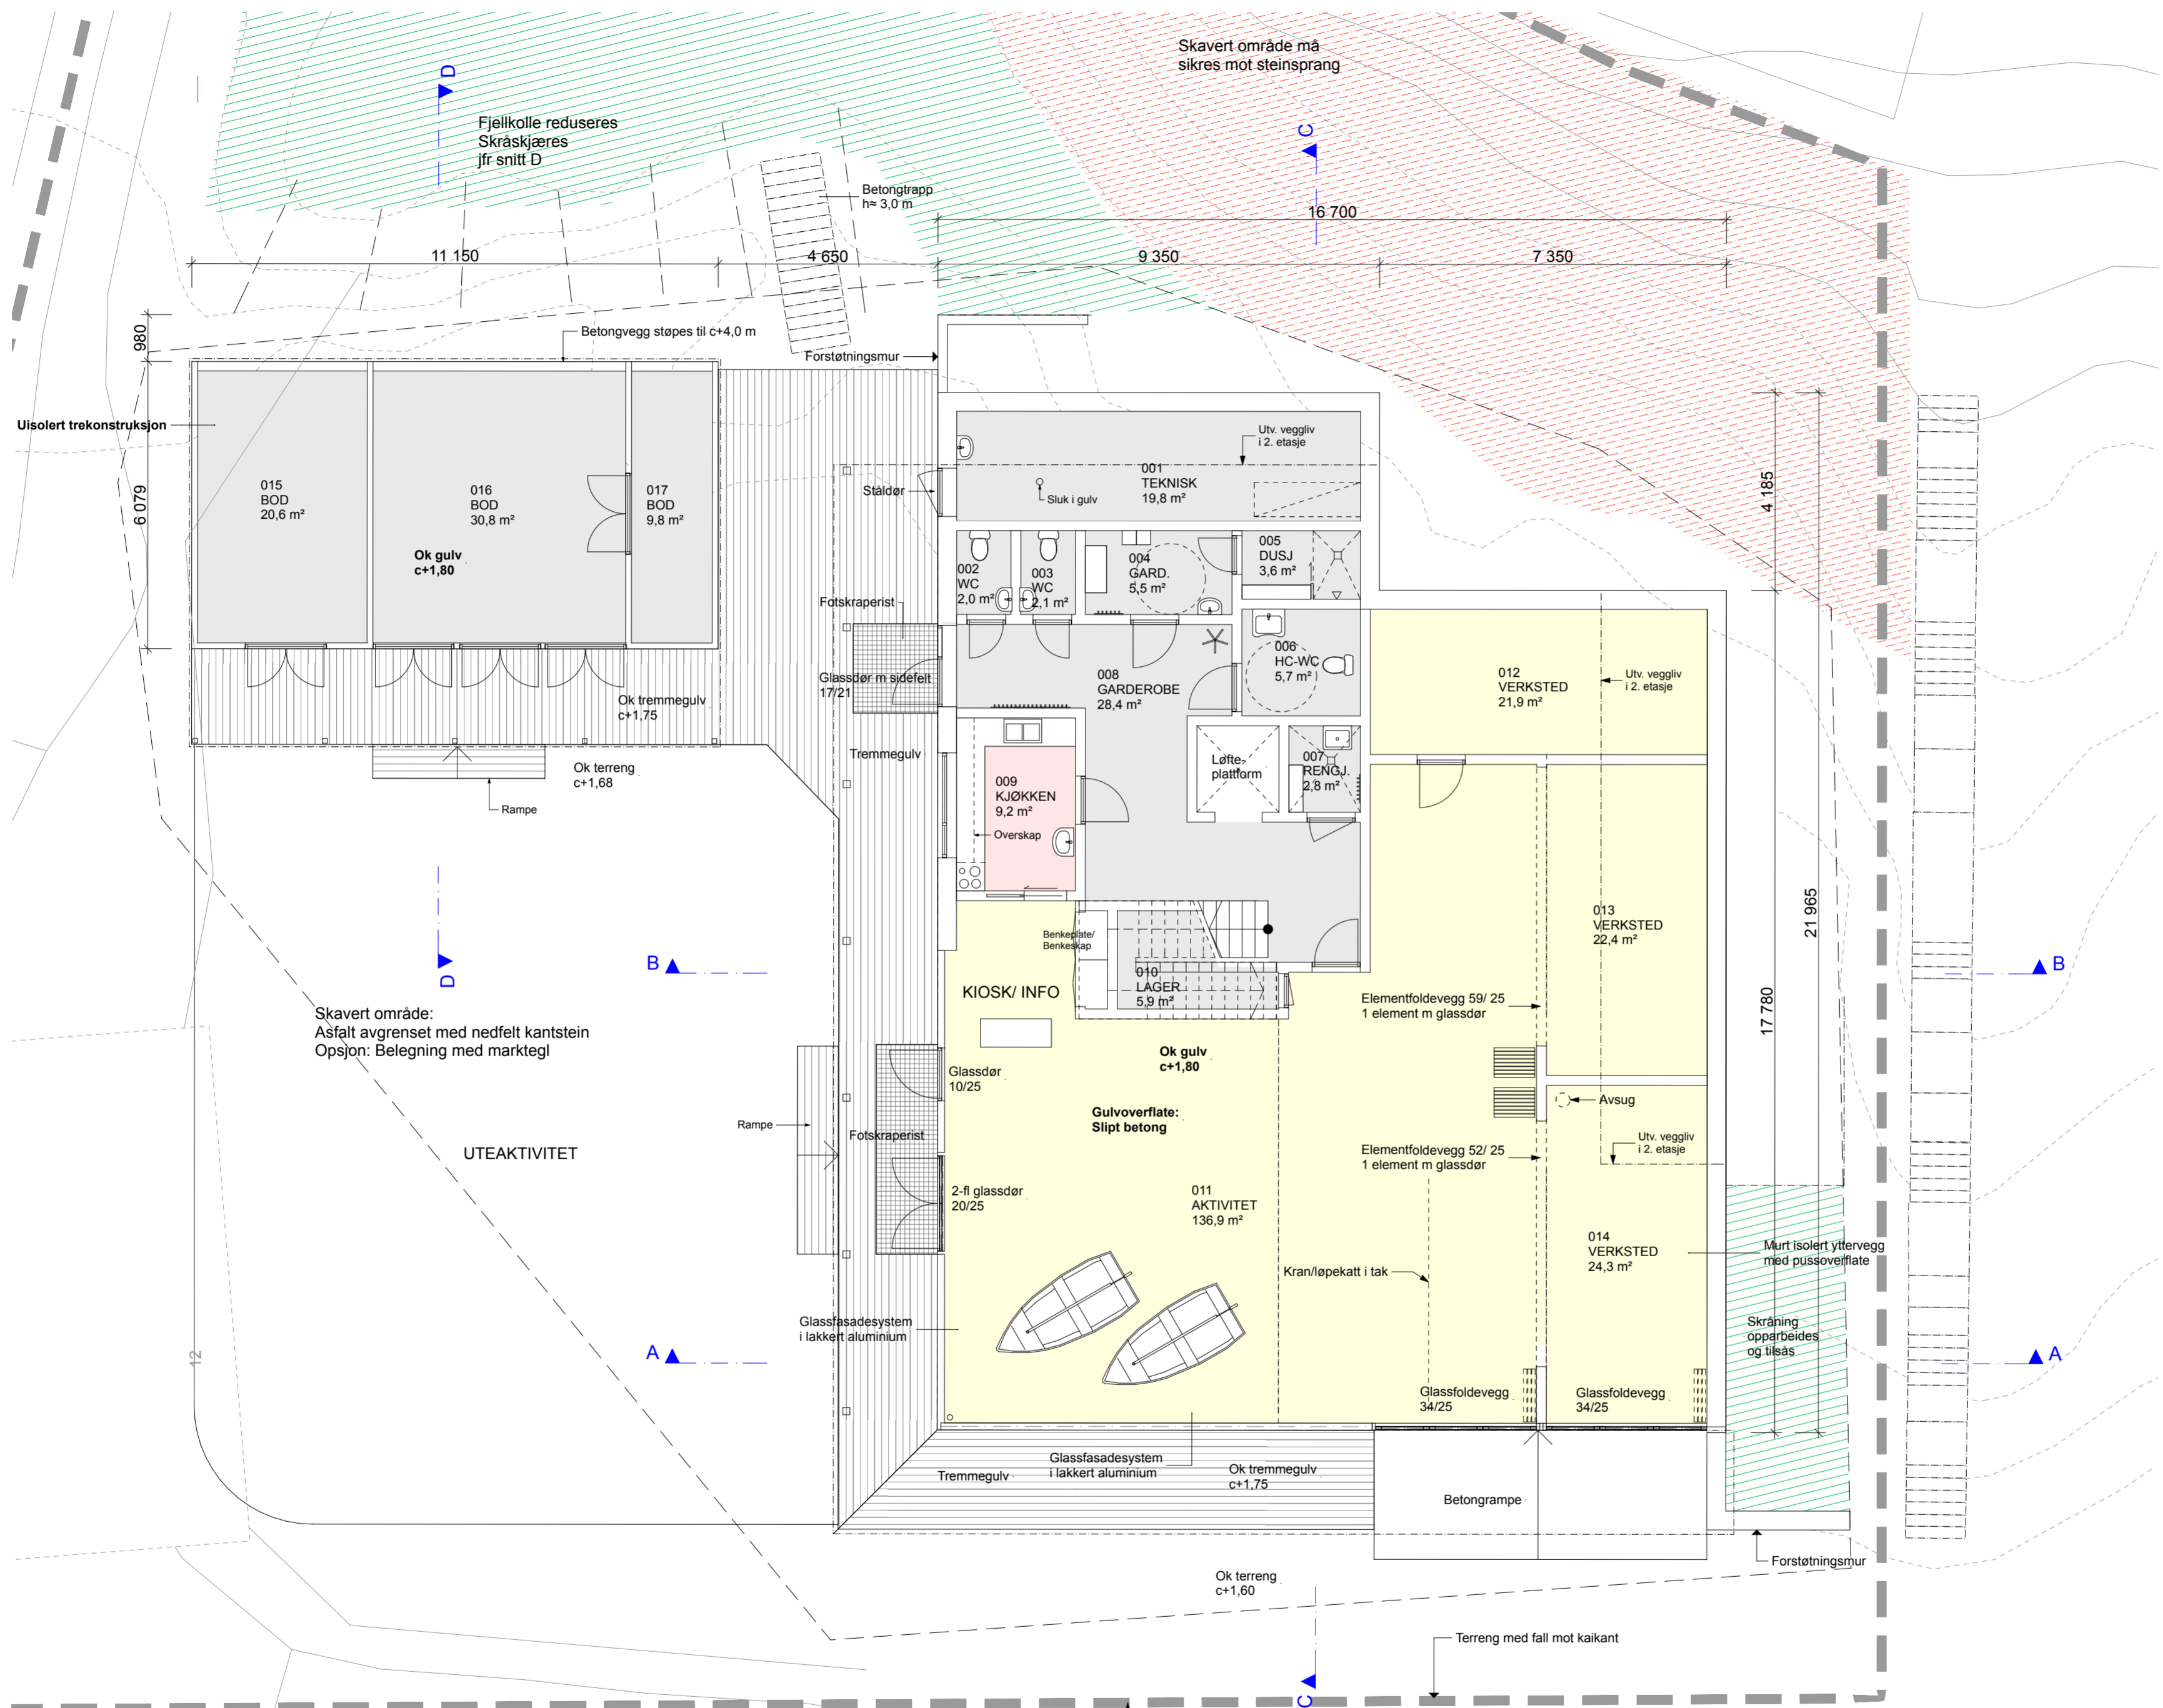 Skavert område må
sikres mot steinsprang
D
Fjellkolle reduseres
Skråskjæres
jfr snitt D
C
Betongtrapp
h≈ 3,0 m
16 700
11 150
4 650
9 350
7 350
980
Betongvegg støpes til c+4,0 m
Forstøtningsmur
Uisolert trekonstruksjon
Utv. veggliv
i 2. etasje
001
TEKNISK
19,8 m²
Ståldør
Sluk i gulv
015
BOD
20,6 m²
016
BOD
30,8 m²
017
BOD
9,8 m²
6 079
4 185
Ok gulv
c+1,80
002
WC
2,0 m²
003
WC
2,1 m²
004
GARD.
5,5 m²
005
DUSJ
3,6 m²
Fotskraperist
006
HC-WC
5,7 m²
Glassdør m sidefelt
17/21
008
GARDEROBE
28,4 m²
012
VERKSTED
21,9 m²
Utv. veggliv
i 2. etasje
Ok tremmegulv
c+1,75
Tremmegulv
Ok terreng
c+1,68
Rampe
009
KJØKKEN
9,2 m²
Overskap
Løfte-
plattform
007
RENGJ.
2,8 m²
013
VERKSTED
22,4 m²
21 965
Benkeplate/
Benkeskap
D
B
B
010
LAGER
5,9 m²
KIOSK/ INFO
Elementfoldevegg 59/ 25
1 element m glassdør
17 780
Skavert område:
Asfalt avgrenset med nedfelt kantstein
Opsjon: Belegning med marktegl
Ok gulv
c+1,80
Glassdør
10/25
Avsug
Gulvoverflate:
Slipt betong
Rampe
Fotskraperist
UTEAKTIVITET
Elementfoldevegg 52/ 25
1 element m glassdør
Utv. veggliv
i 2. etasje
2-fl glassdør
20/25
011
AKTIVITET
136,9 m²
014
VERKSTED
24,3 m²
Murt isolert yttervegg
med pussoverflate
Kran/løpekatt i tak
Glassfasadesystem
i lakkert aluminium
Skråning
opparbeides
og tilsås
12
A
A
Glassfoldevegg
34/25
Glassfoldevegg
34/25
Glassfasadesystem
i lakkert aluminium
Tremmegulv
Ok tremmegulv
c+1,75
Betongrampe
Forstøtningsmur
Ok terreng
c+1,60
Terreng med fall mot kaikant
C